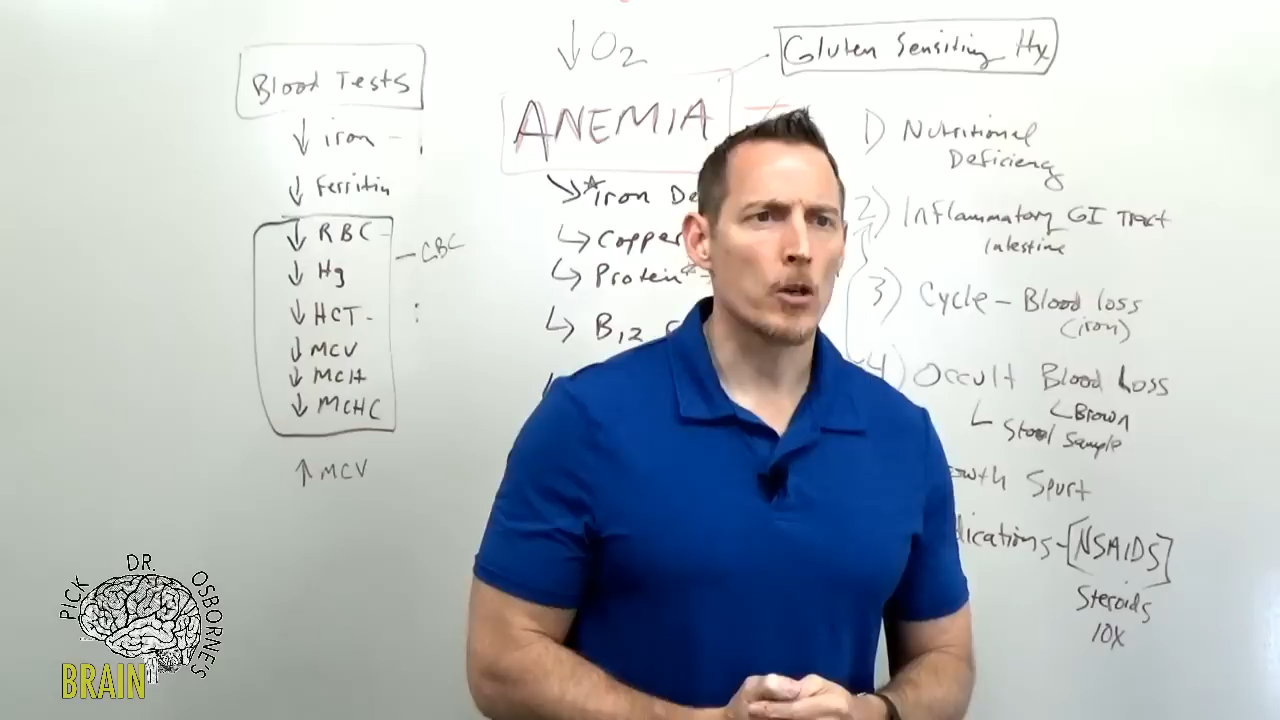 Blood Tests
↓ iron -
↓ Ferritin
↓ RBC -
↓ Hg
↓ HCT -
↓ MCV
↓ MCH
↓ MCHC
- CBC
↑ MCV
↓ O2
ANEMIA
*iron De
Copper
Protein*
B12
Gluten Sensitivity Hx
1) Nutritional
Deficiency
2) Inflammatory GI Tract
Intestine
3) Cycle - Blood loss
(iron)
4) Occult Blood Loss
Brown
Stool Sample
owth Spurt
dications - [NSAIDS]
Steroids
10x
PICK DR. OSBORNE'S
BRAIN